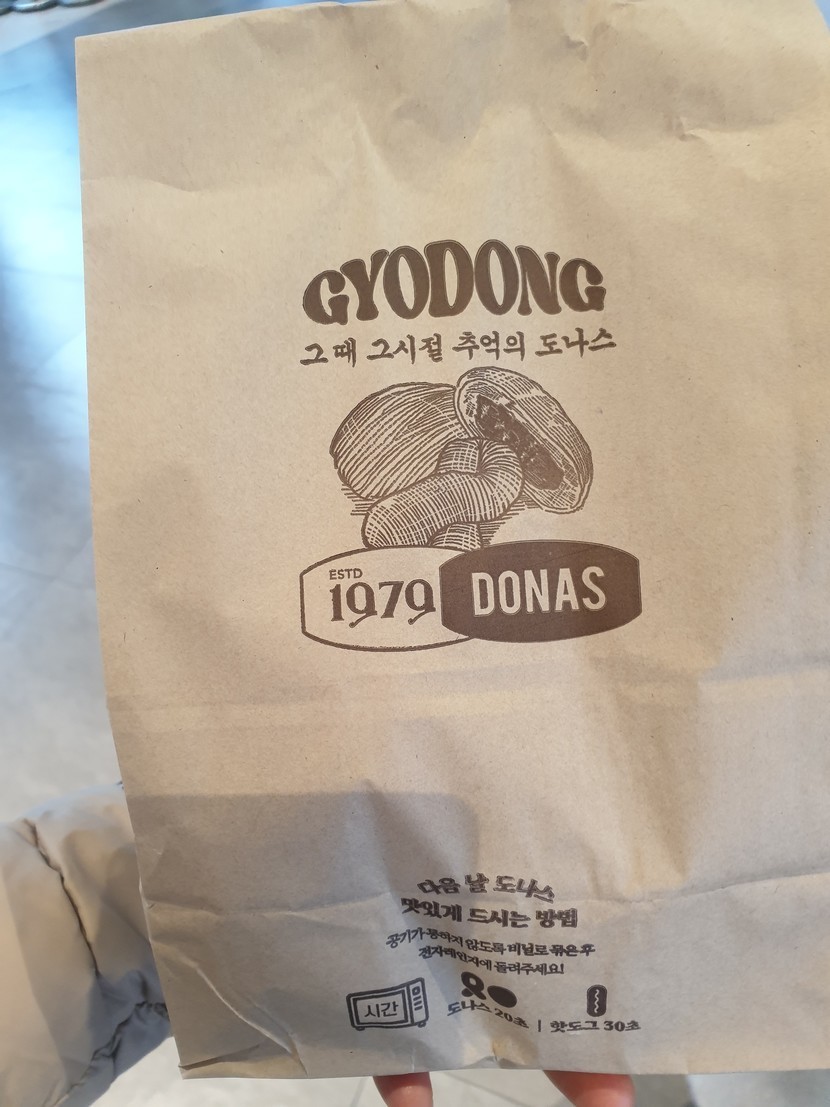 GYODONG
그때 그시절 추억의 도나스
ESTD
1979
DONAS
다음 날 도나스
맛있게 드시는 방법
공기가 통하지 않도록 비닐로 묶은 후
전자레인지에 돌려주세요!
시간
도나스 20초 | 핫도그 30초